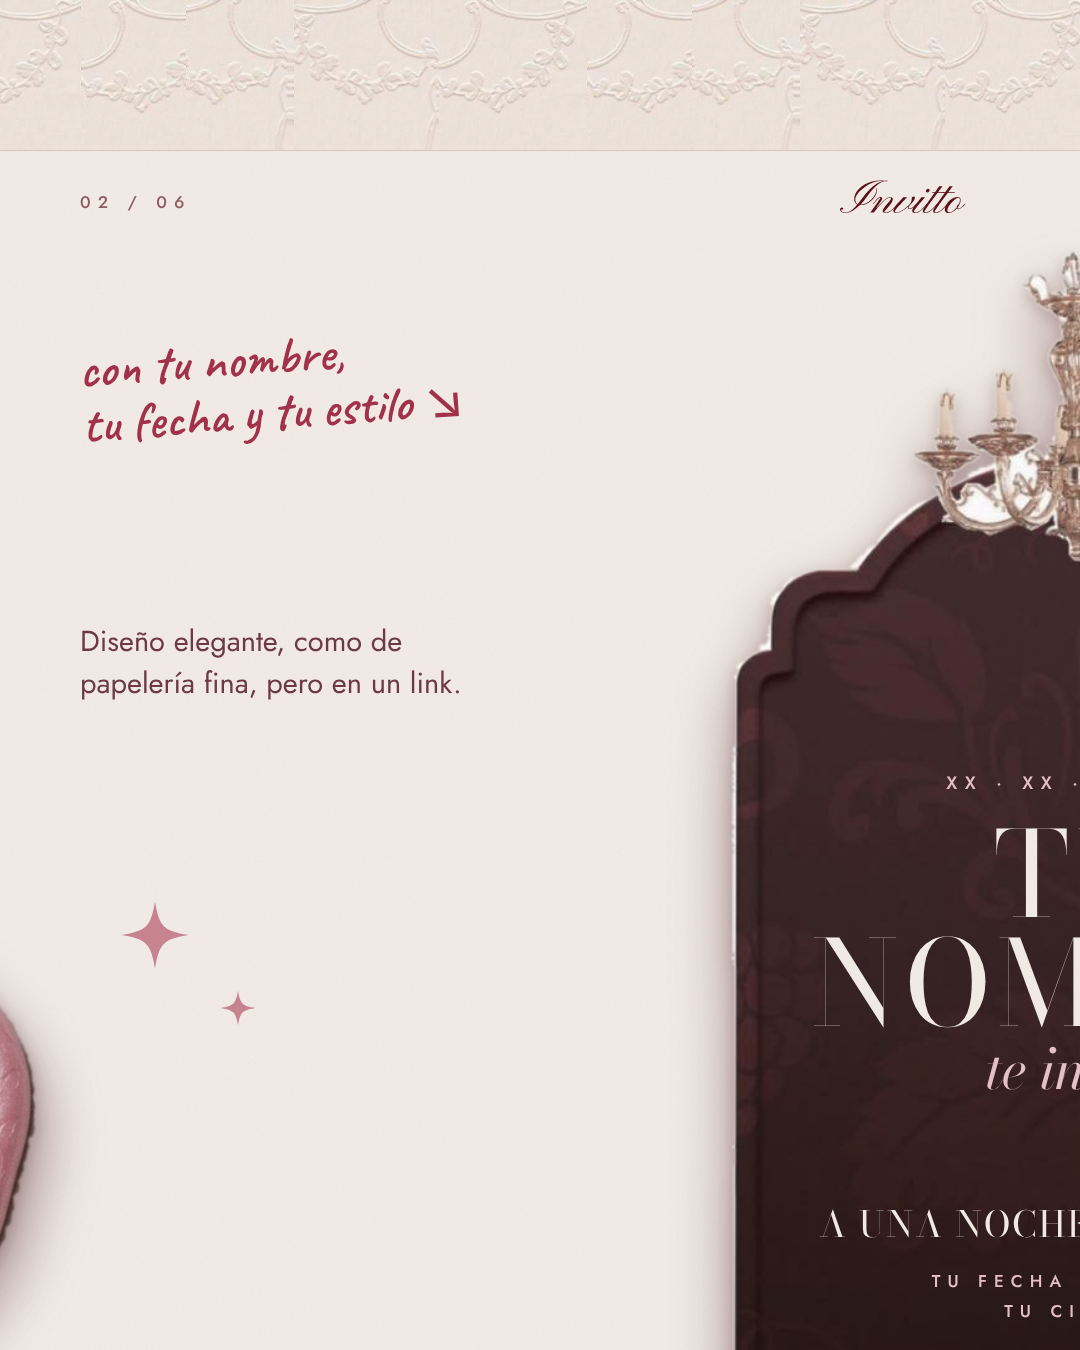 02 / 06
Invitto
con tu nombre,
tu fecha y tu estilo ↘
Diseño elegante, como de
papelería fina, pero en un link.
XX · XX ·
T
NOM
te in
A UNA NOCHE
TU FECHA
TU CI